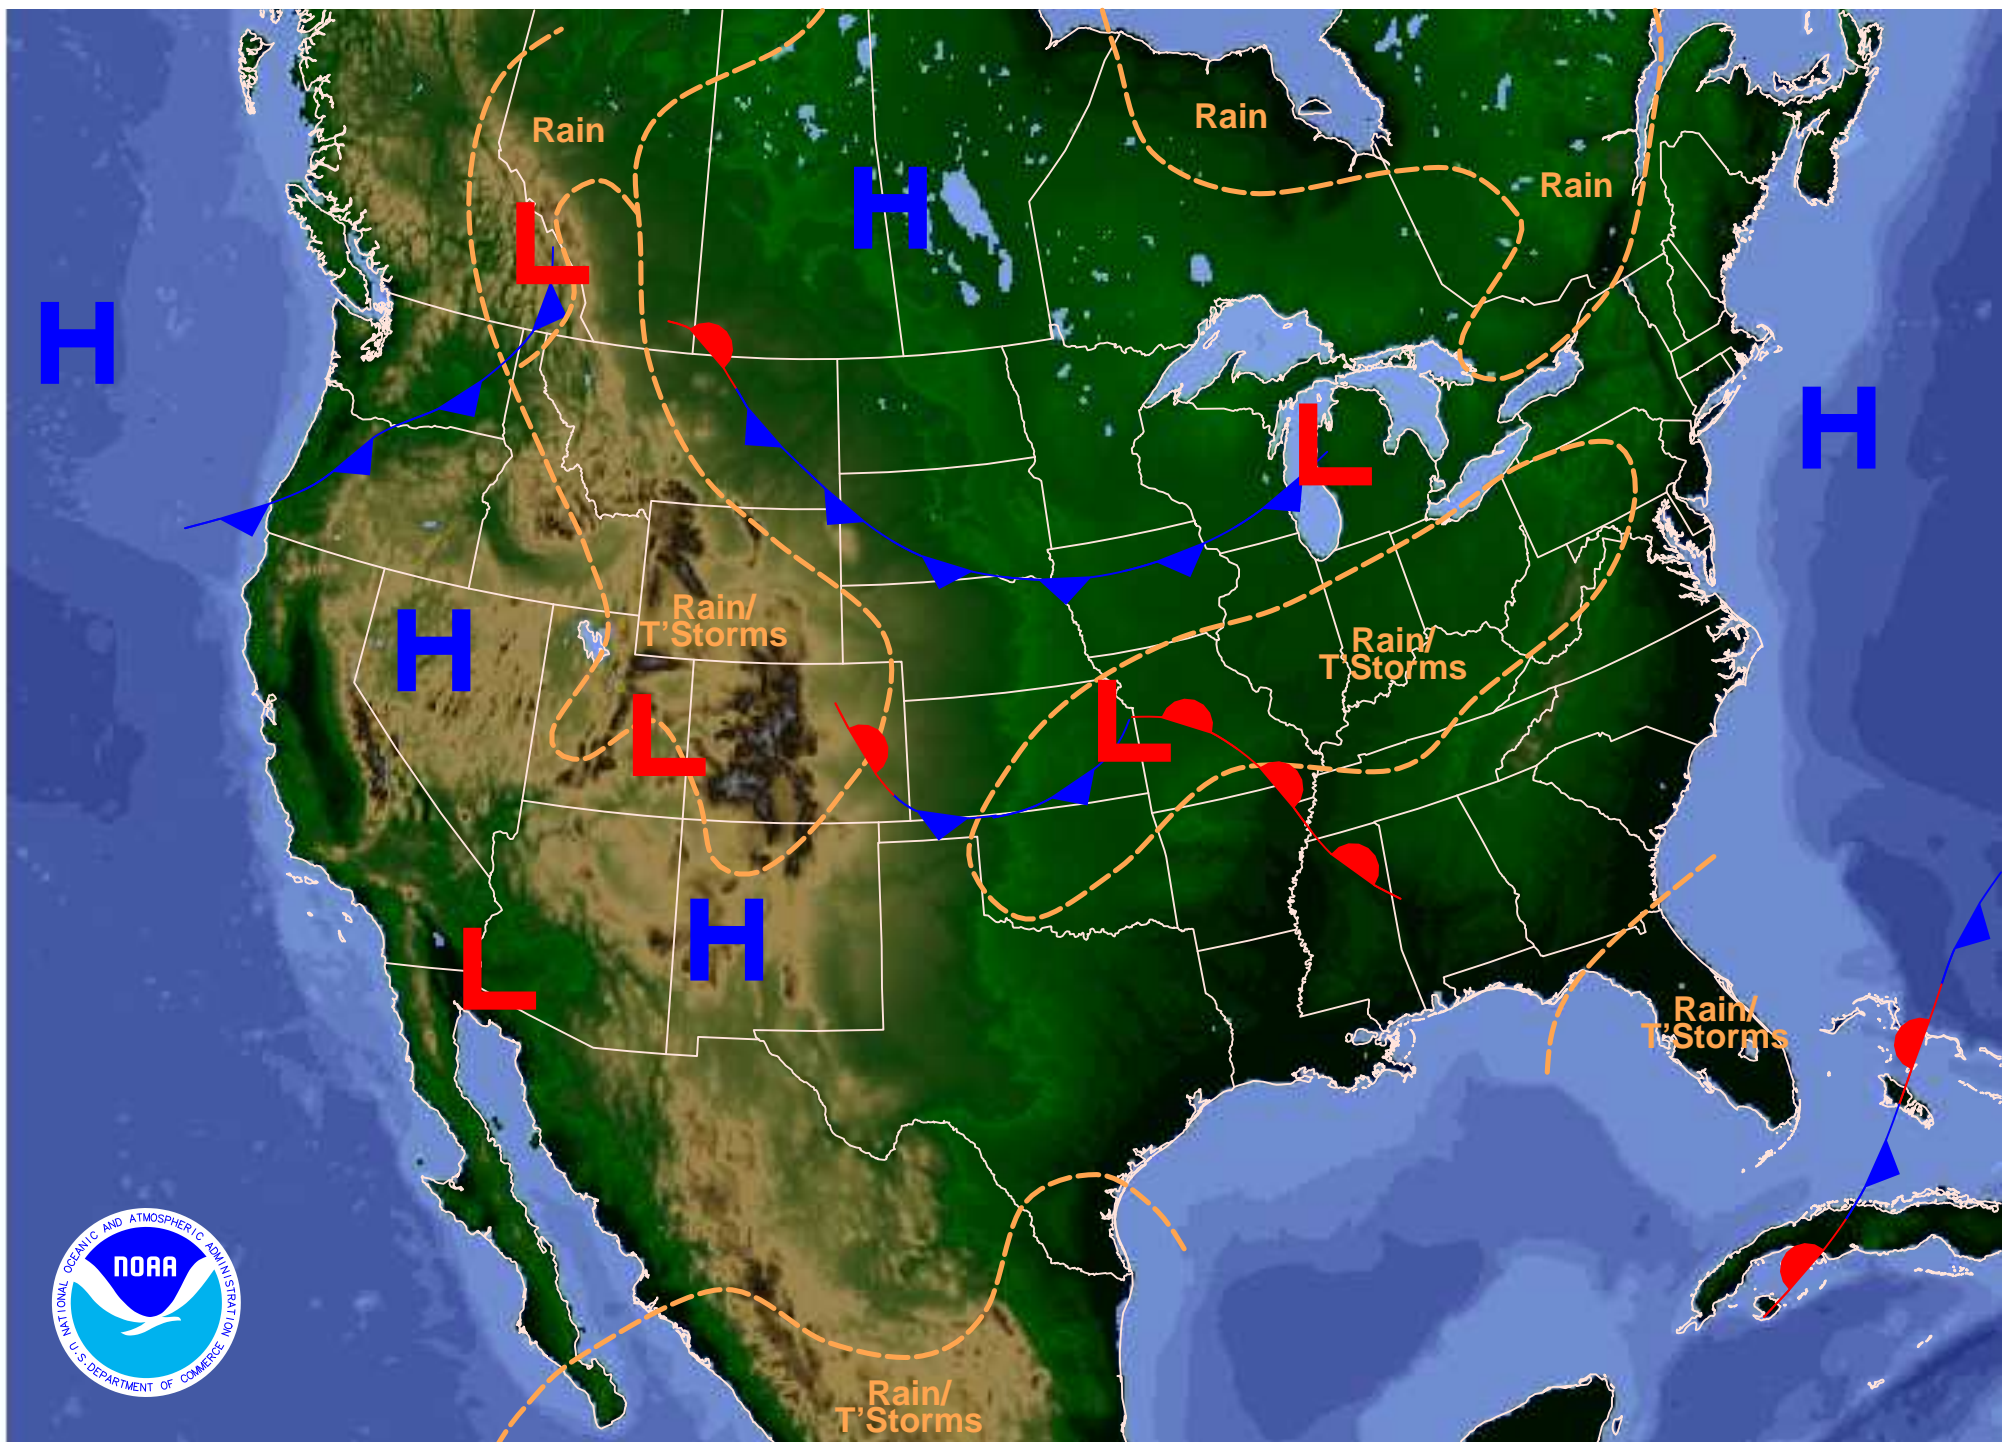 Rain
Rain
Rain
H
L
H
H
L
Rain/
T'Storms
H
Rain/
T'Storms
L
L
H
L
Rain/
T'Storms
NATIONAL OCEANIC AND ATMOSPHERIC ADMINISTRATION
NOAA
U.S. DEPARTMENT OF COMMERCE
Rain/
T'Storms
H